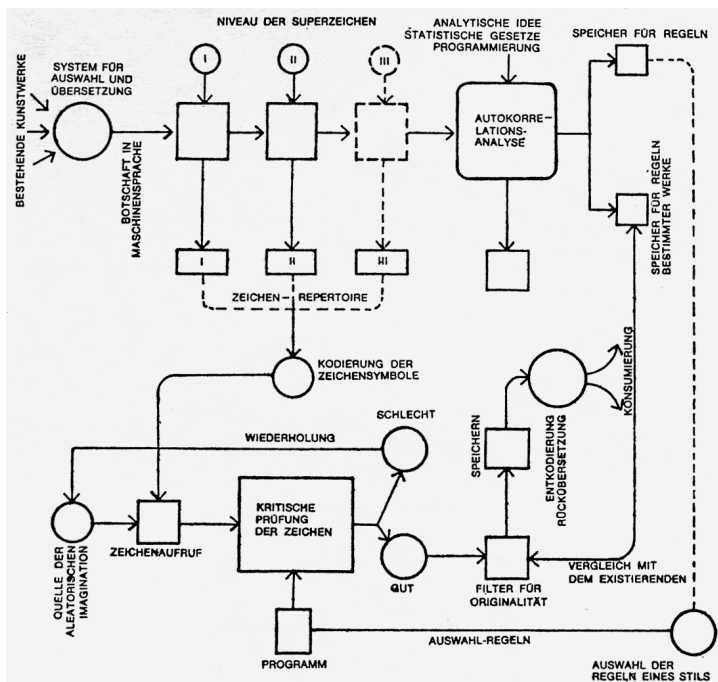 NIVEAU DER SUPERZEICHEN
ANALYTISCHE IDEE
STATISTISCHE GESETZE
PROGRAMMIERUNG
SPEICHER FÜR REGELN
SYSTEM FÜR
AUSWAHL UND
ÜBERSETZUNG
BESTEHENDE KUNSTWERKE
I
II
III
BOTSCHAFT IN
MASCHINENSPRACHE
AUTOKORRE-
LATIONS-
ANALYSE
SPEICHER FÜR REGELN
BESTIMMTER WERKE
I
II
III
ZEICHEN-REPERTOIRE
KODIERUNG DER
ZEICHENSYMBOLE
KONSUMIERUNG
SCHLECHT
WIEDERHOLUNG
SPEICHERN
ENTKODIERUNG
RÜCKÜBERSETZUNG
KRITISCHE
PRÜFUNG
DER ZEICHEN
ZEICHENAUFRUF
QUELLE DER
ALEATORISCHEN
IMAGINATION
GUT
FILTER FÜR
ORIGINALITÄT
VERGLEICH MIT
DEM EXISTIERENDEN
AUSWAHL-REGELN
PROGRAMM
AUSWAHL DER
REGELN EINES STILS